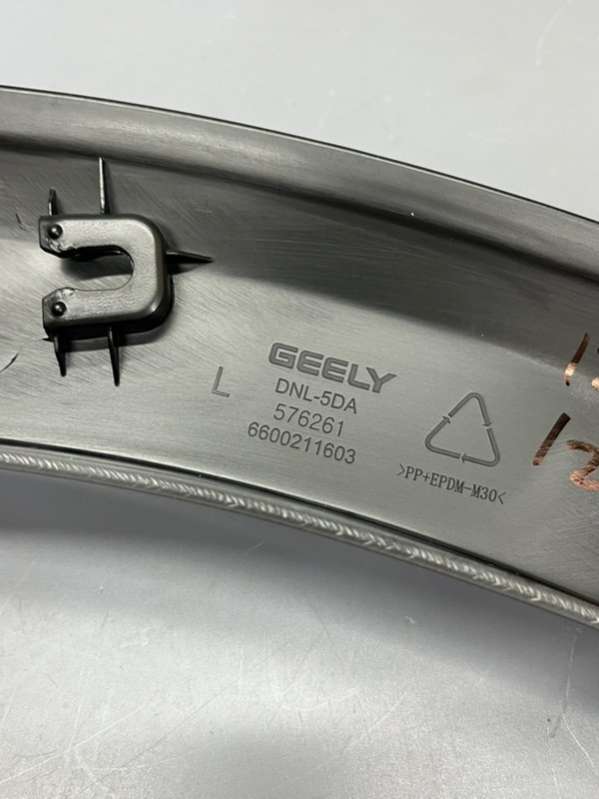 GEELY
L
DNL-5DA
576261
6600211603
>PP+EPDM-M30<